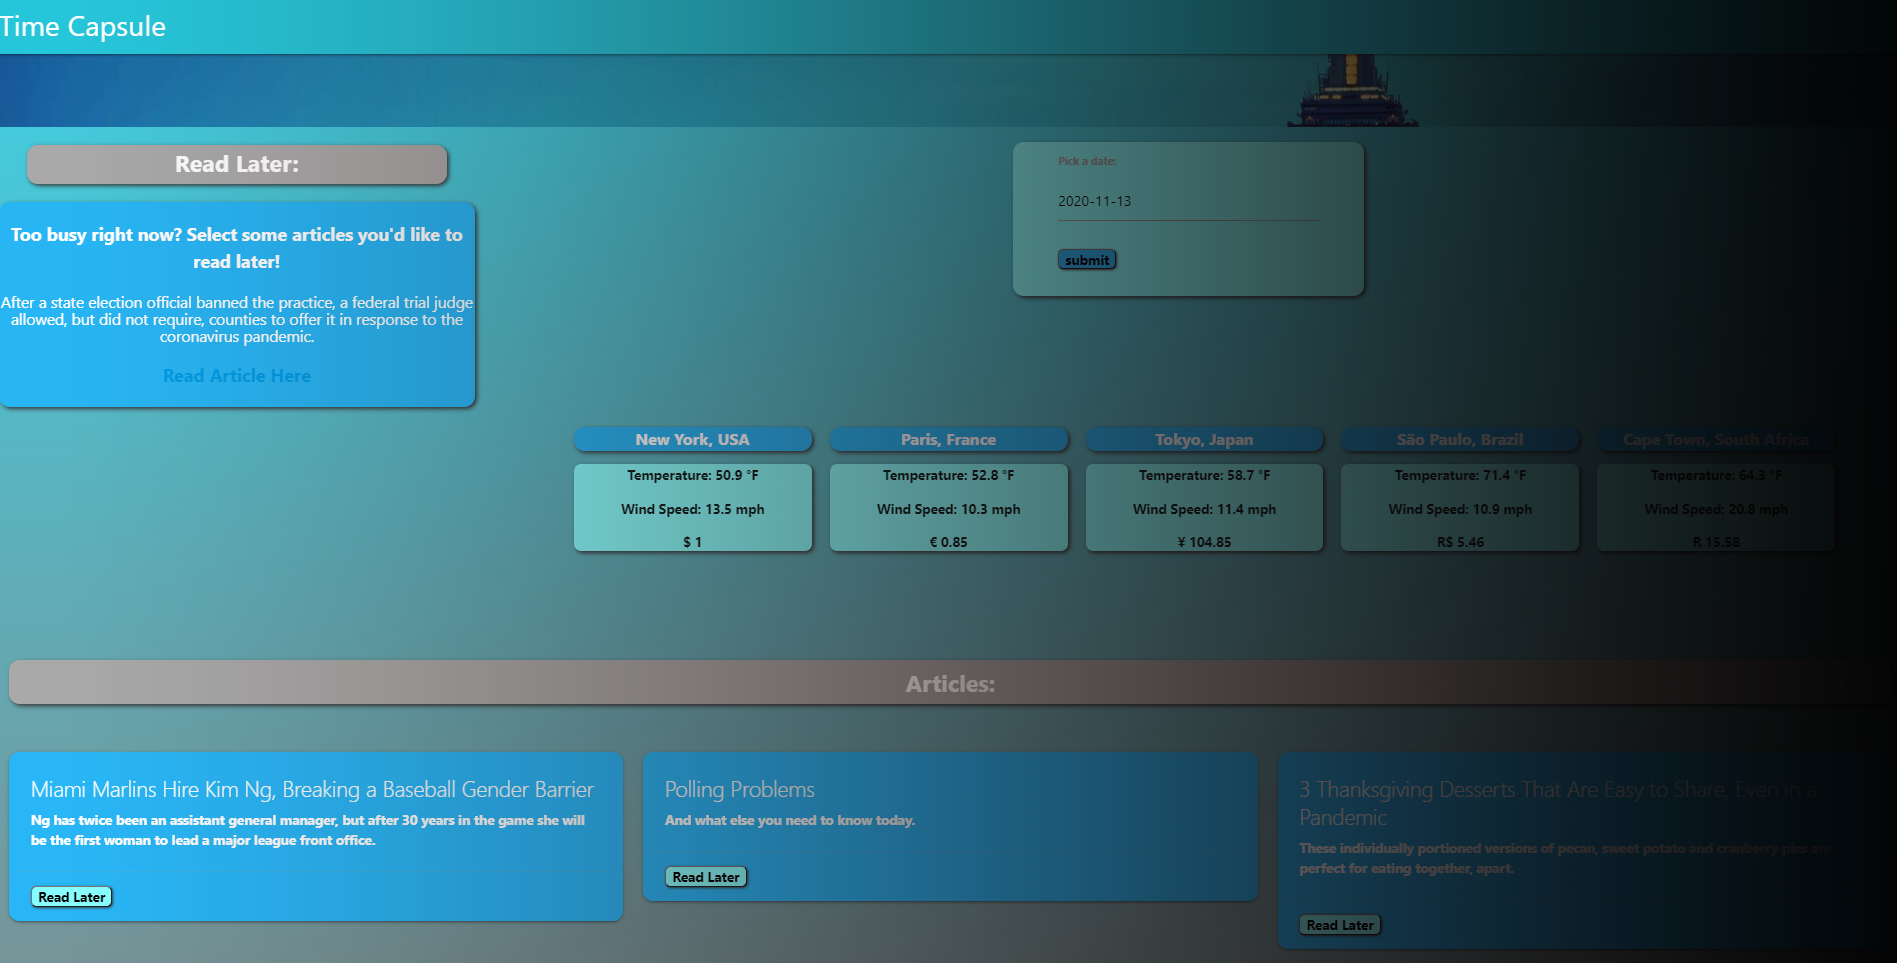 Time Capsule
Read Later:
Too busy right now? Select some articles you'd like to
read later!
After a state election official banned the practice, a federal trial judge
allowed, but did not require, counties to offer it in response to the
coronavirus pandemic.
Read Article Here
Pick a date:
2020-11-13
submit
New York, USA
Temperature: 50.9 °F
Wind Speed: 13.5 mph
$ 1
Paris, France
Temperature: 52.8 °F
Wind Speed: 10.3 mph
€ 0.85
Tokyo, Japan
Temperature: 58.7 °F
Wind Speed: 11.4 mph
¥ 104.85
São Paulo, Brazil
Temperature: 71.4 °F
Wind Speed: 10.9 mph
R$ 5.46
Cape Town, South Africa
Temperature: 64.3 °F
Wind Speed: 20.8 mph
R 15.58
Articles:
Miami Marlins Hire Kim Ng, Breaking a Baseball Gender Barrier
Ng has twice been an assistant general manager, but after 30 years in the game she will
be the first woman to lead a major league front office.
Read Later
Polling Problems
And what else you need to know today.
Read Later
3 Thanksgiving Desserts That Are Easy to Share, Even in a
Pandemic
These individually portioned versions of pecan, sweet potato and cranberry pies are
perfect for eating together, apart.
Read Later